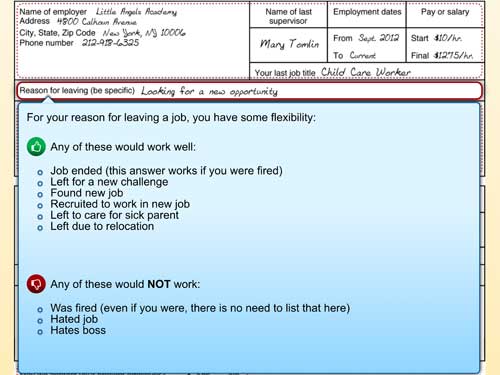 Name of employer Little Angels Academy
Address 4800 Calhoun Avenue
City, State, Zip Code New York, NY 10006
Phone number 212-918-6325
Name of last supervisor
Mary Tomlin
Employment dates
From Sept. 2012
To Current
Pay or salary
Start $10/hr.
Final $12.75/hr.
Your last job title Child Care Worker
Reason for leaving (be specific) Looking for a new opportunity
For your reason for leaving a job, you have some flexibility:
Any of these would work well:
Job ended (this answer works if you were fired)
Left for a new challenge
Found new job
Recruited to work in new job
Left to care for sick parent
Left due to relocation
Any of these would NOT work:
Was fired (even if you were, there is no need to list that here)
Hated job
Hates boss